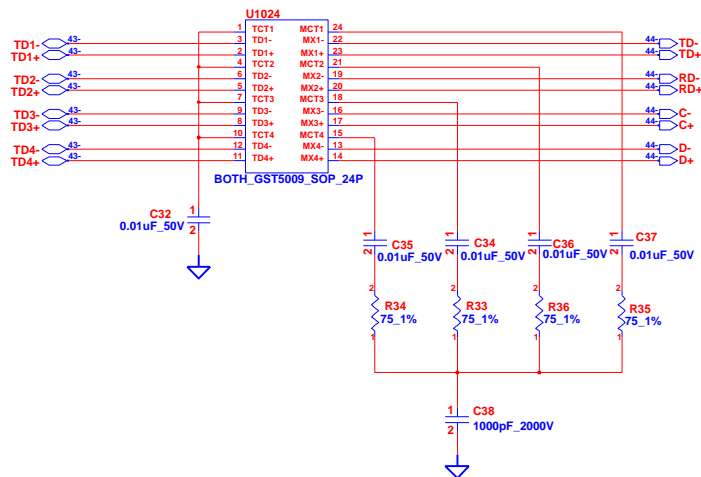 U1024
1 TCT1 MCT1 24
TD1- 43- 3 TD1- MX1- 22 44- TD-
TD1+ 43- 2 TD1+ MX1+ 23 44- TD+
4 TCT2 MCT2 21
TD2- 43- 6 TD2- MX2- 19 44- RD-
TD2+ 43- 5 TD2+ MX2+ 20 44- RD+
7 TCT3 MCT3 18
TD3- 43- 9 TD3- MX3- 16 44- C-
TD3+ 43- 8 TD3+ MX3+ 17 44- C+
10 TCT4 MCT4 15
TD4- 43- 12 TD4- MX4- 13 44- D-
TD4+ 43- 11 TD4+ MX4+ 14 44- D+
BOTH_GST5009_SOP_24P
1 C32
0.01uF_50V
2
1 C35 1 C34 1 C36 1 C37
2 0.01uF_50V 2 0.01uF_50V 2 0.01uF_50V 2 0.01uF_50V
2 2 2 2
R34 R33 R36 R35
75_1% 75_1% 75_1% 75_1%
1 1 1 1
1 C38
2 1000pF_2000V